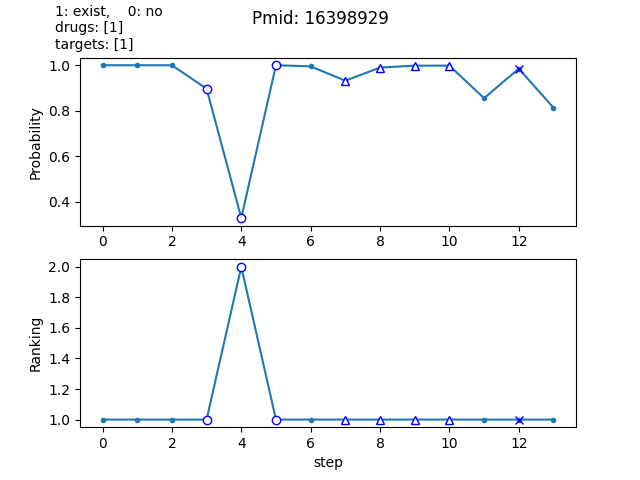 1: exist,    0: no
drugs: [1]
targets: [1]
Pmid: 16398929
1.0
0.8
0.6
0.4
Probability
0 2 4 6 8 10 12
2.0
1.8
1.6
1.4
1.2
1.0
Ranking
0 2 4 6 8 10 12
step